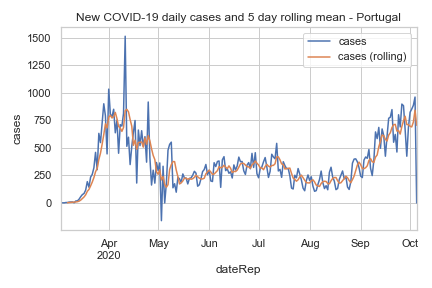 New COVID-19 daily cases and 5 day rolling mean - Portugal
cases
cases (rolling)
1500
1250
1000
750
500
250
0
cases
Apr
2020
May
Jun
Jul
Aug
Sep
Oct
dateRep